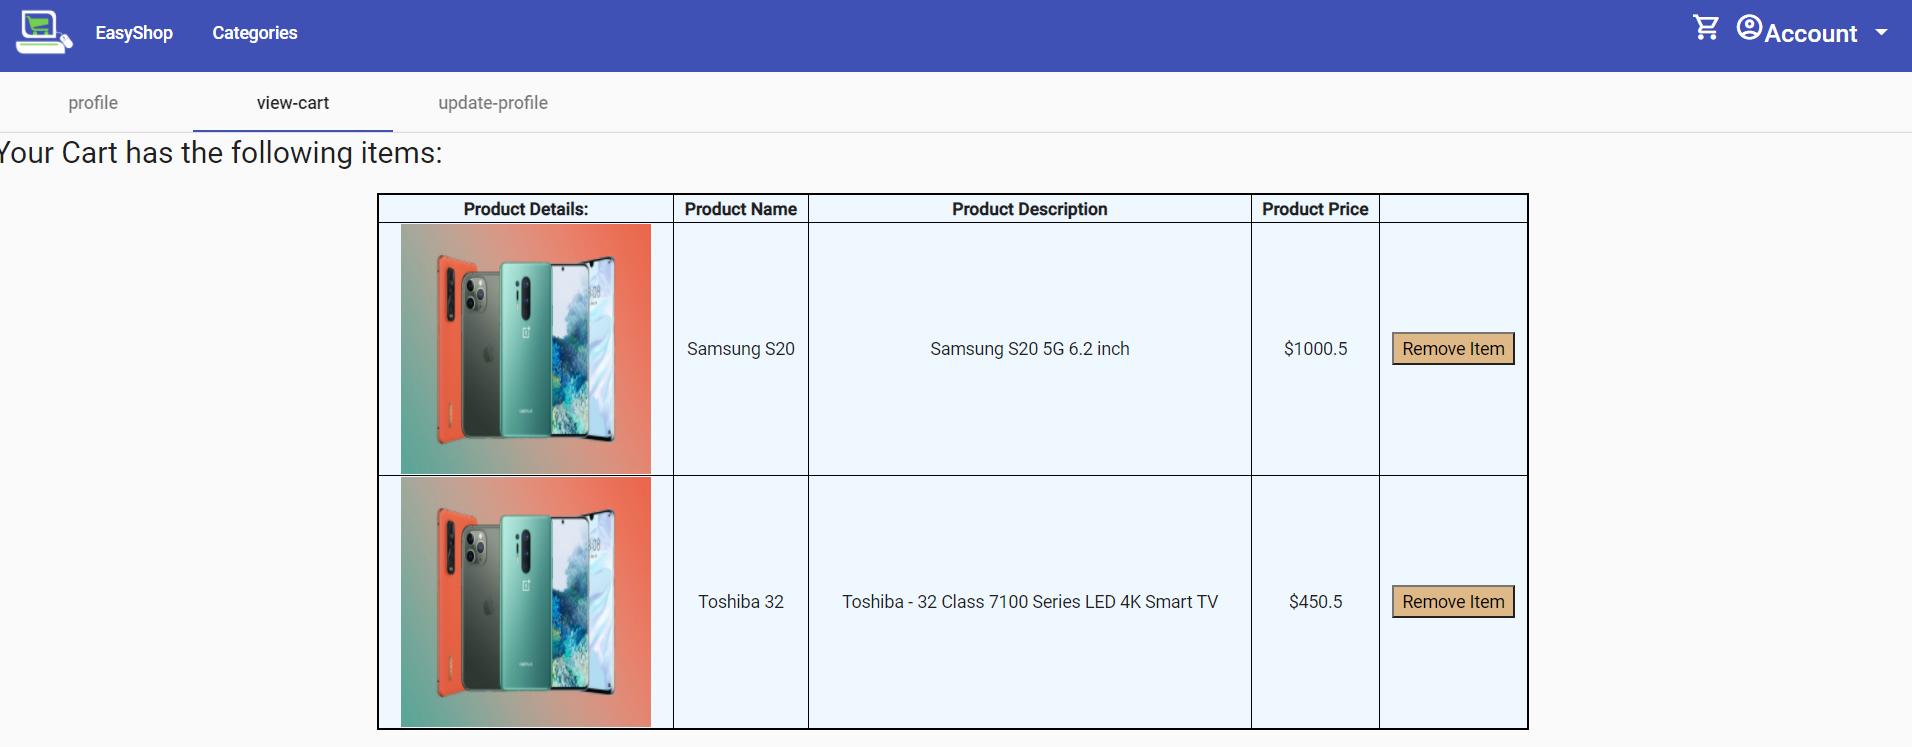 EasyShop Categories Account
profile view-cart update-profile
Your Cart has the following items:
Product Details: Product Name Product Description Product Price
Samsung S20 Samsung S20 5G 6.2 inch $1000.5 Remove Item
Toshiba 32 Toshiba - 32 Class 7100 Series LED 4K Smart TV $450.5 Remove Item